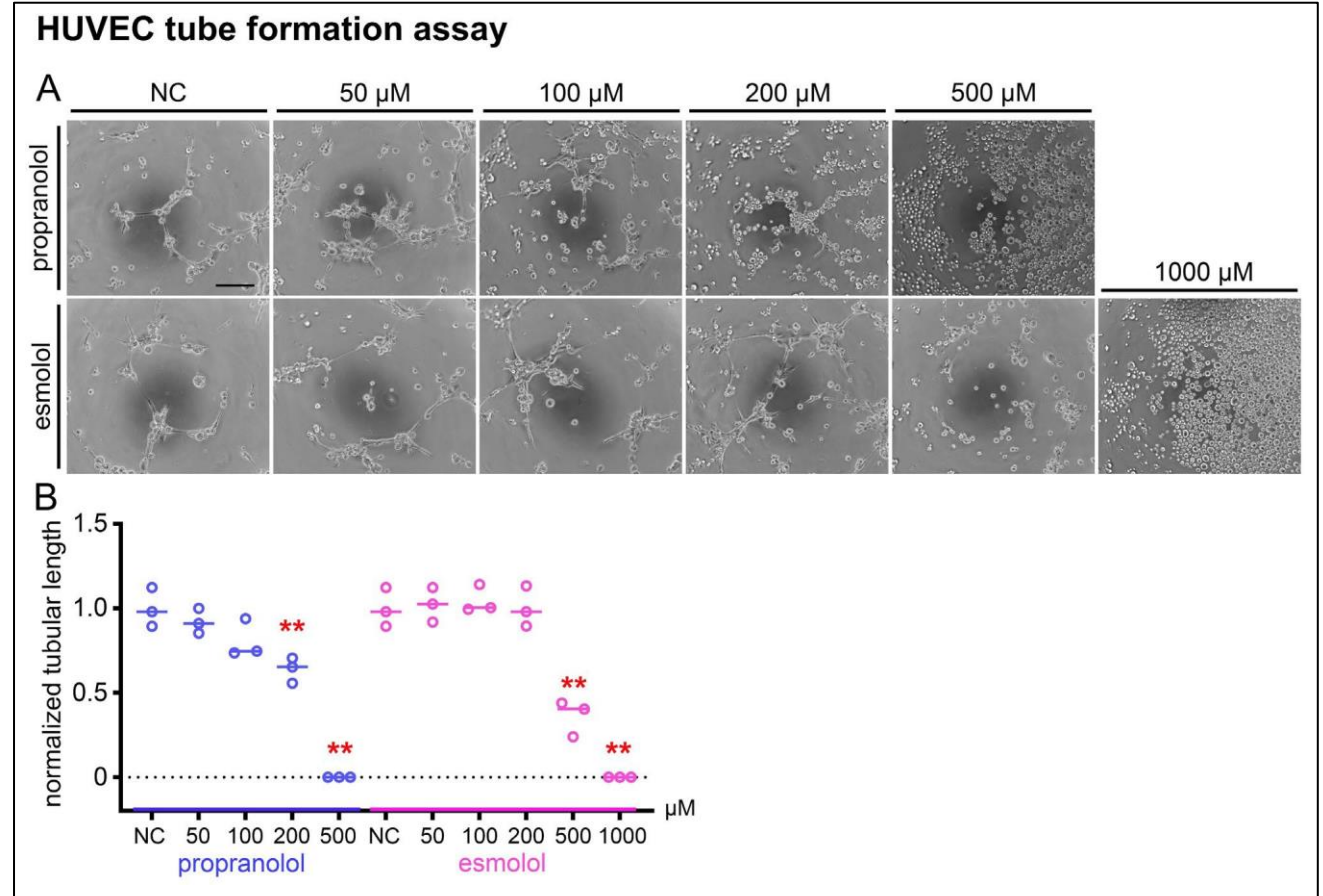 HUVEC tube formation assay
A
NC 50 µM 100 µM 200 µM 500 µM
propranolol
1000 µM
esmolol
B
normalized tubular length
1.5
1.0
0.5
0
**
**
**
**
µM
NC 50 100 200 500 NC 50 100 200 500 1000
propranolol esmolol